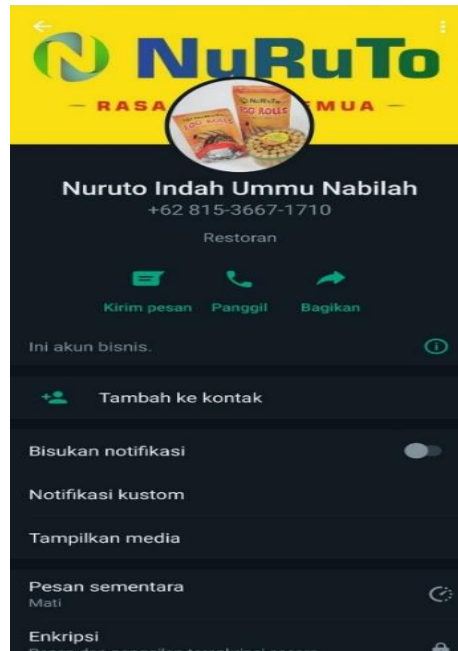 NuRuTo
RASA SEMUA
NuRuTo
EGG ROLLS
Nuruto Indah Ummu Nabilah
+62 815-3667-1710
Restoran
Kirim pesan Panggil Bagikan
Ini akun bisnis.
Tambah ke kontak
Bisukan notifikasi
Notifikasi kustom
Tampilkan media
Pesan sementara
Mati
Enkripsi